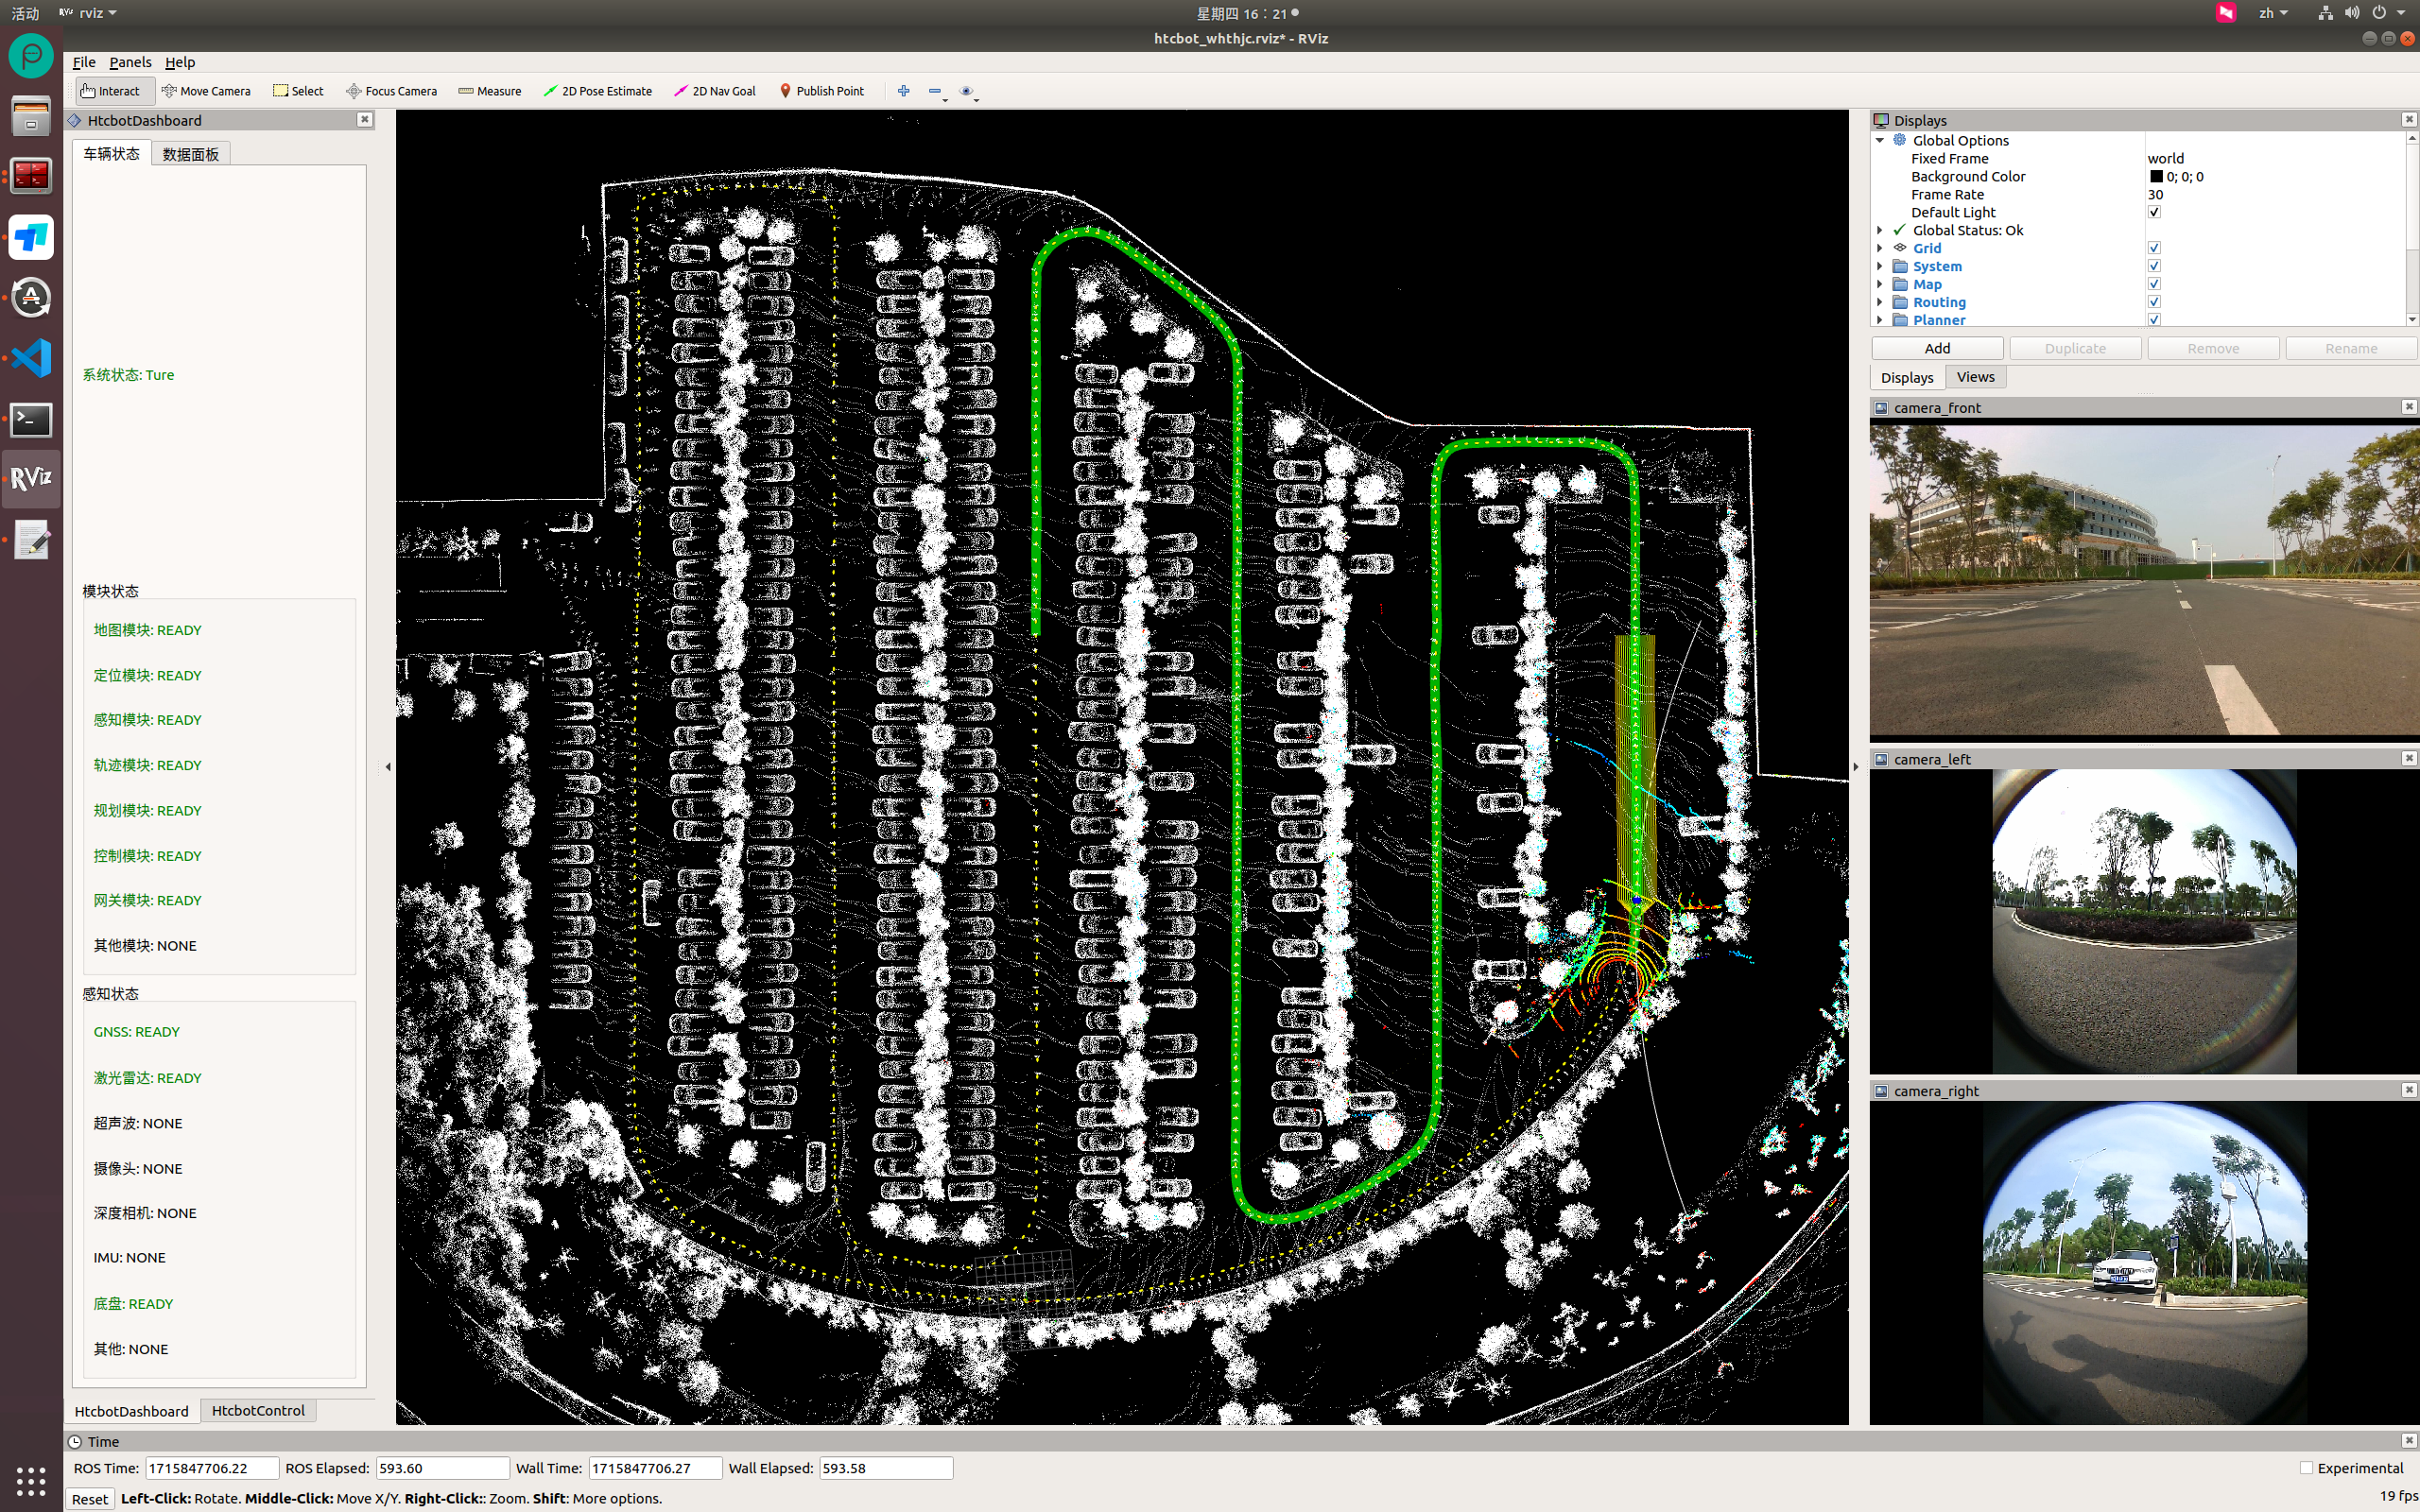 活动
rviz
星期四 16：21
zh
htcbot_whthjc.rviz* - RViz
File Panels Help
Interact Move Camera Select Focus Camera Measure 2D Pose Estimate 2D Nav Goal Publish Point
HtcbotDashboard
车辆状态 数据面板
系统状态: Ture
模块状态
地图模块: READY
定位模块: READY
感知模块: READY
轨迹模块: READY
规划模块: READY
控制模块: READY
网关模块: READY
其他模块: NONE
感知状态
GNSS: READY
激光雷达: READY
超声波: NONE
摄像头: NONE
深度相机: NONE
IMU: NONE
底盘: READY
其他: NONE
HtcbotDashboard HtcbotControl
RViz
Displays
Global Options
Fixed Frame world
Background Color 0; 0; 0
Frame Rate 30
Default Light
Global Status: Ok
Grid
System
Map
Routing
Planner
Add Duplicate Remove Rename
Displays Views
camera_front
camera_left
camera_right
Time
ROS Time: 1715847706.22 ROS Elapsed: 593.60 Wall Time: 1715847706.27 Wall Elapsed: 593.58 Experimental
Reset Left-Click: Rotate. Middle-Click: Move X/Y. Right-Click:: Zoom. Shift: More options. 19 fps